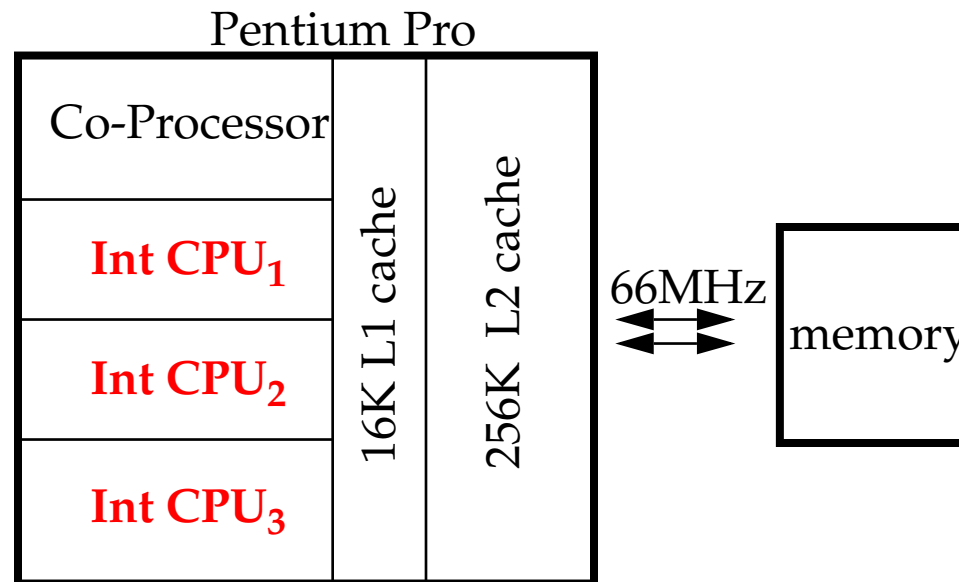 Pentium Pro
Co-Processor
Int CPU1
Int CPU2
Int CPU3
16K L1 cache
256K L2 cache
66MHz
memory